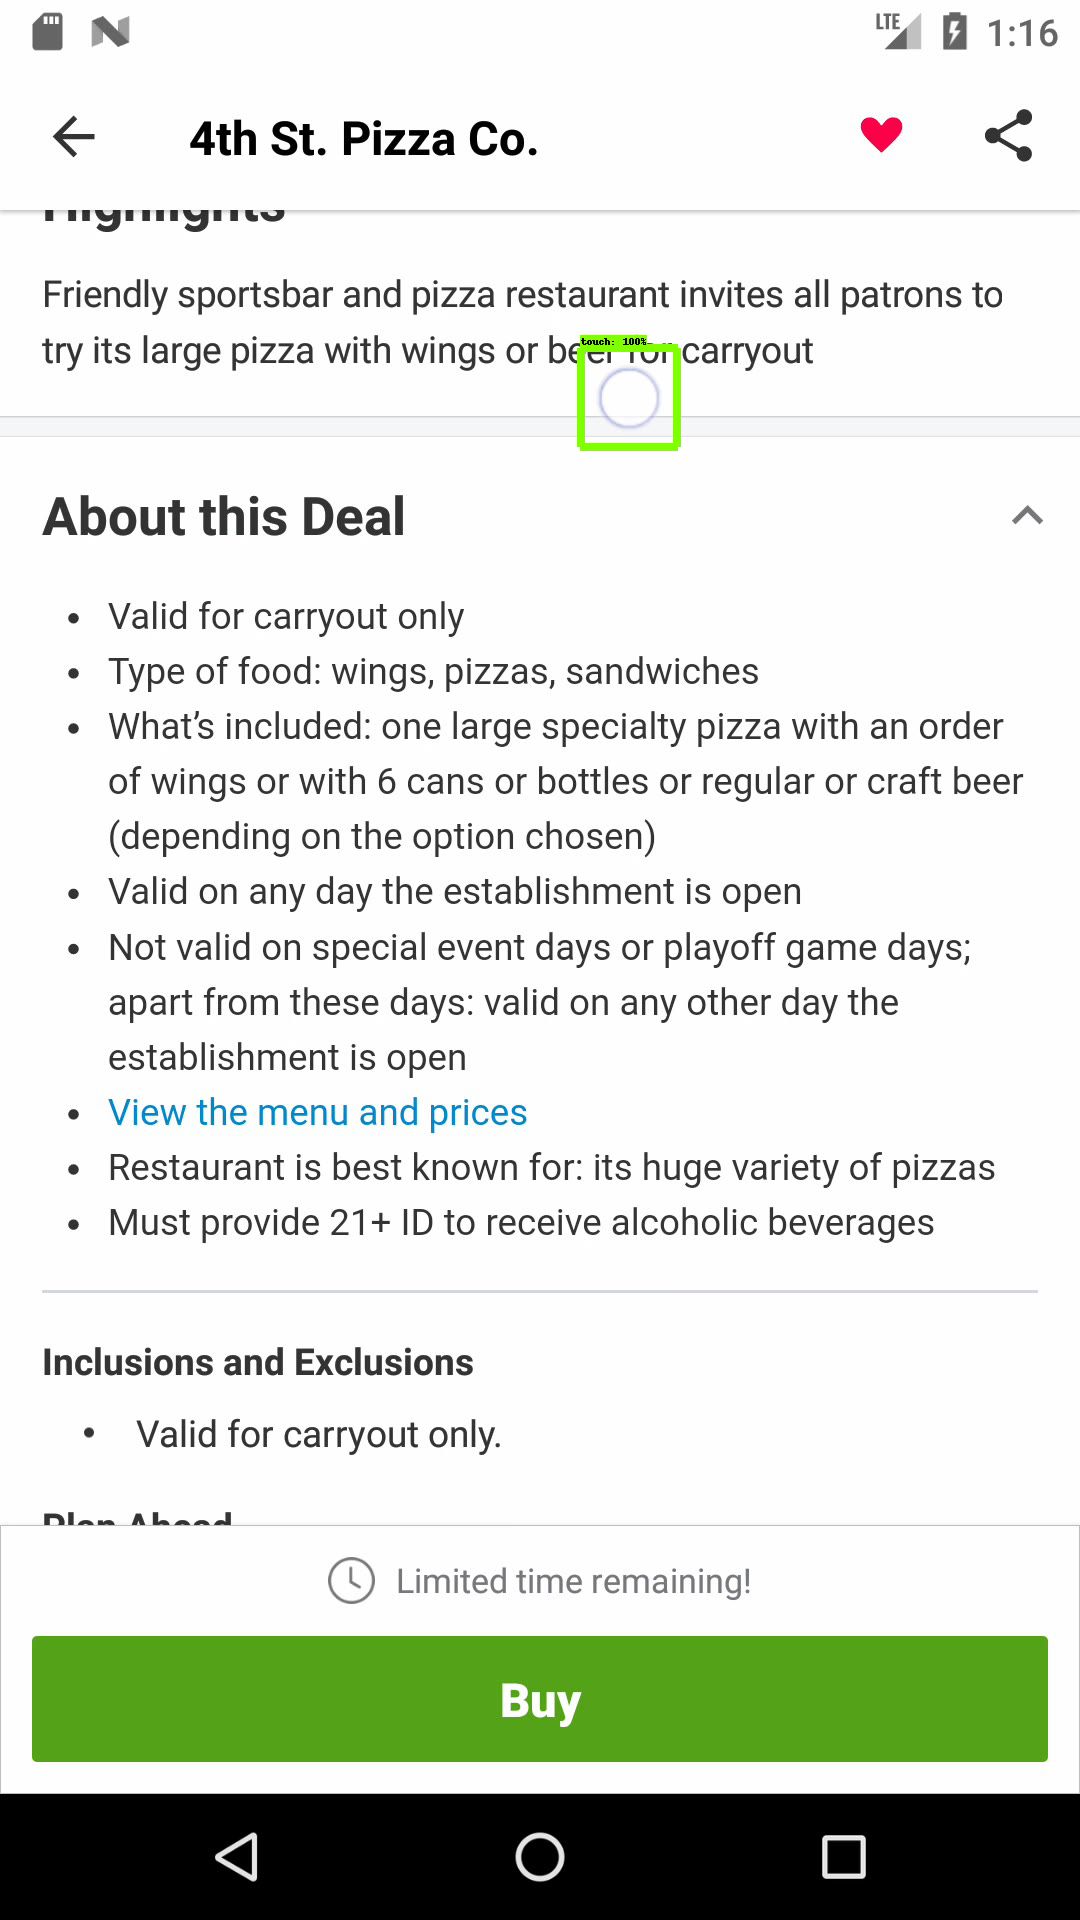 LTE 1:16
4th St. Pizza Co.
Highlights
Friendly sportsbar and pizza restaurant invites all patrons to
touch: 100%
try its large pizza with wings or beer for carryout
About this Deal
• Valid for carryout only
• Type of food: wings, pizzas, sandwiches
• What’s included: one large specialty pizza with an order
of wings or with 6 cans or bottles or regular or craft beer
(depending on the option chosen)
• Valid on any day the establishment is open
• Not valid on special event days or playoff game days;
apart from these days: valid on any other day the
establishment is open
• View the menu and prices
• Restaurant is best known for: its huge variety of pizzas
• Must provide 21+ ID to receive alcoholic beverages
Inclusions and Exclusions
• Valid for carryout only.
Plan Ahead
Limited time remaining!
Buy